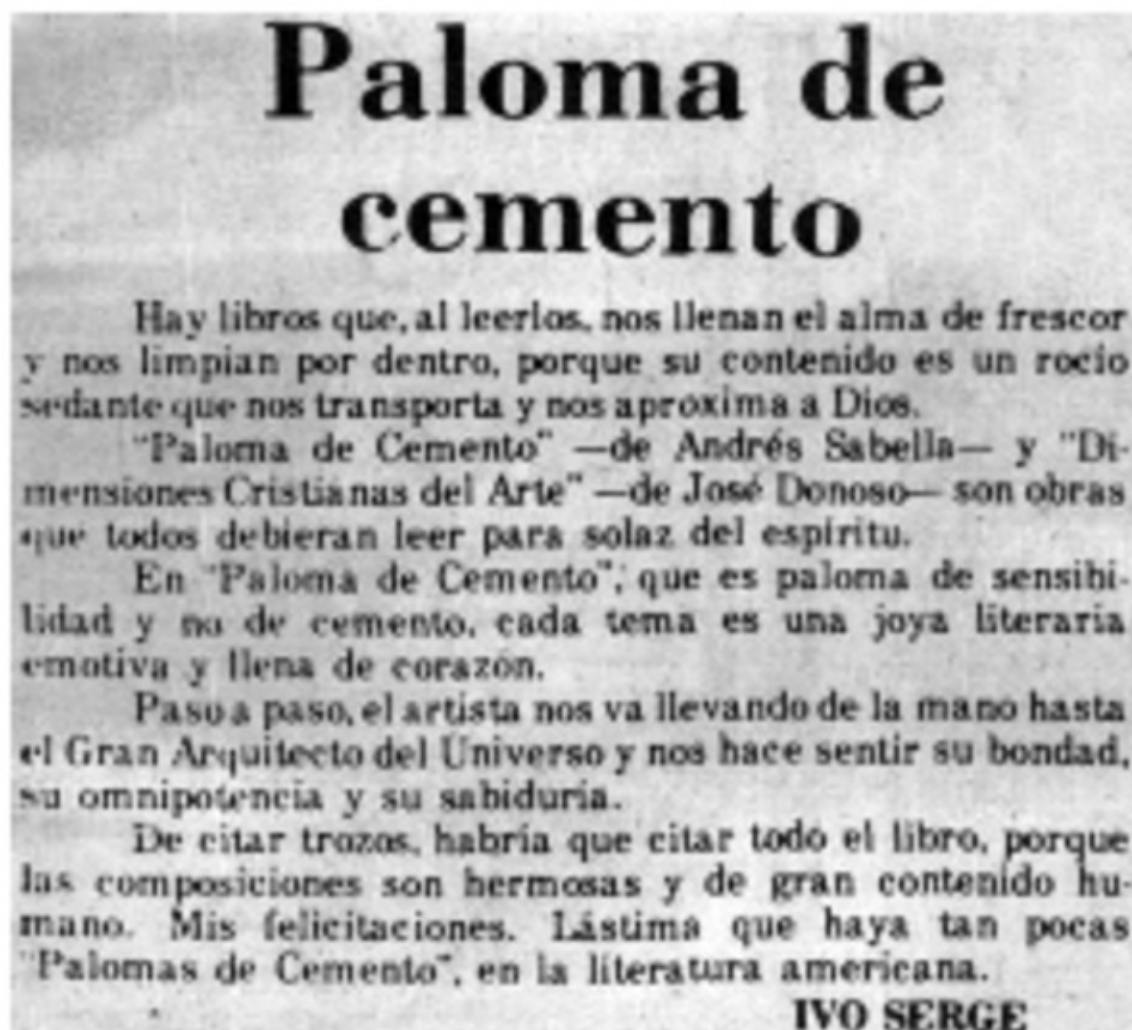 Paloma de
cemento
Hay libros que, al leerlos, nos llenan el alma de frescor
y nos limpian por dentro, porque su contenido es un rocío
sedante que nos transporta y nos aproxima a Dios.
"Paloma de Cemento" —de Andrés Sabella— y "Di-
mensiones Cristianas del Arte" —de José Donoso— son obras
que todos debieran leer para solaz del espíritu.
En "Paloma de Cemento", que es paloma de sensibi-
lidad y no de cemento, cada tema es una joya literaria
emotiva y llena de corazón.
Paso a paso, el artista nos va llevando de la mano hasta
el Gran Arquitecto del Universo y nos hace sentir su bondad,
su omnipotencia y su sabiduría.
De citar trozos, habría que citar todo el libro, porque
las composiciones son hermosas y de gran contenido hu-
mano. Mis felicitaciones. Lástima que haya tan pocas
"Palomas de Cemento", en la literatura americana.
IVO SERGE